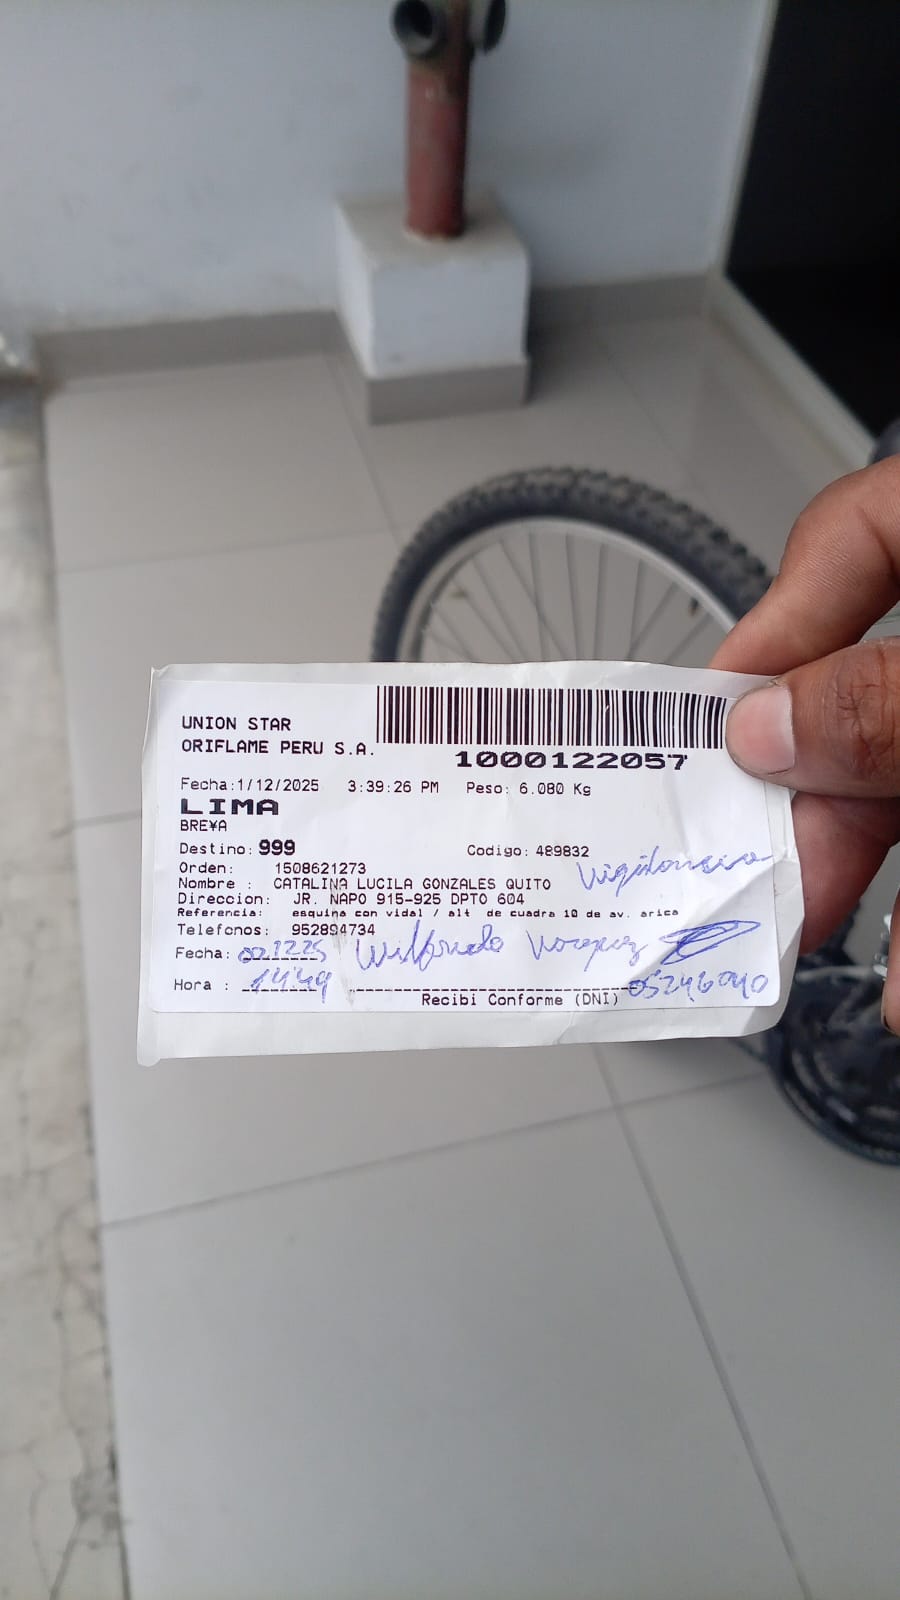 UNION STAR
ORIFLAME PERU S.A.
1000122057
Fecha:1/12/2025 3:39:26 PM Peso: 6.080 Kg
LIMA
BRE¥A
Destino: 999 Codigo: 489832
Orden: 1508621273
Vigilancia
Nombre : CATALINA LUCILA GONZALES QUITO
Direccion: JR. NAPO 915-925 DPTO 604
Referencia: esquina con vidal / alt de cuadra 10 de av. arica
Telefonos: 952894734
Fecha: 021225 Wilfredo
Hora : 14:49 05246040
Recibi Conforme (DNI)